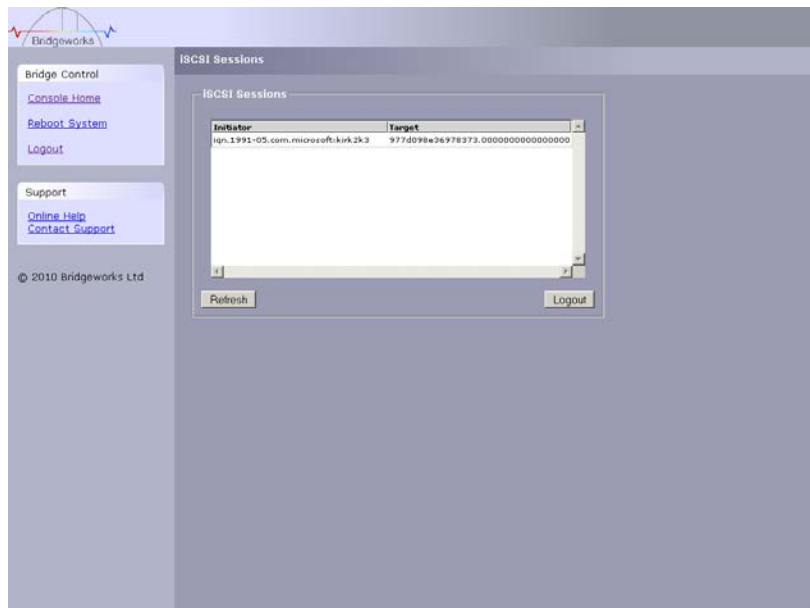 Bridgeworks
iSCSI Sessions
Bridge Control
Console Home
Reboot System
Logout
Support
Online Help
Contact Support
© 2010 Bridgeworks Ltd
iSCSI Sessions
Initiator Target
iqn.1991-05.com.microsoft:kirk2k3 977d098e36978373.0000000000000000
Refresh Logout